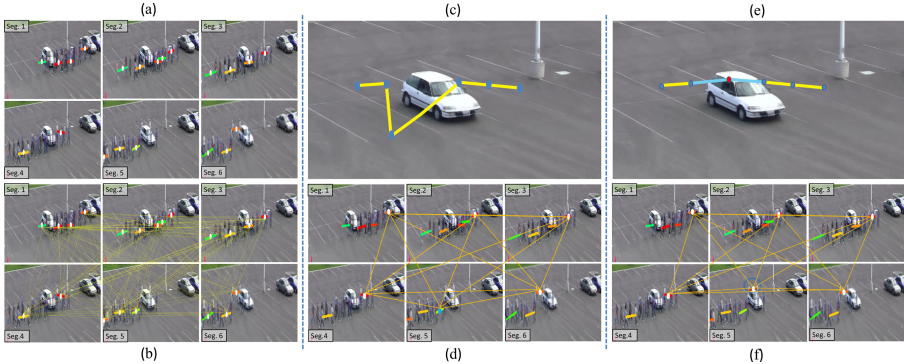 (a) (c) (e)
Seg. 1 Seg.2 Seg. 3
Seg.4 Seg. 5 Seg. 6
Seg. 1 Seg.2 Seg. 3 Seg. 1 Seg.2 Seg. 3 Seg. 1 Seg.2 Seg. 3
Seg.4 Seg. 5 Seg. 6 Seg.4 Seg. 5 Seg. 6 Seg.4 Seg. 5 Seg. 6
(b) (d) (f)